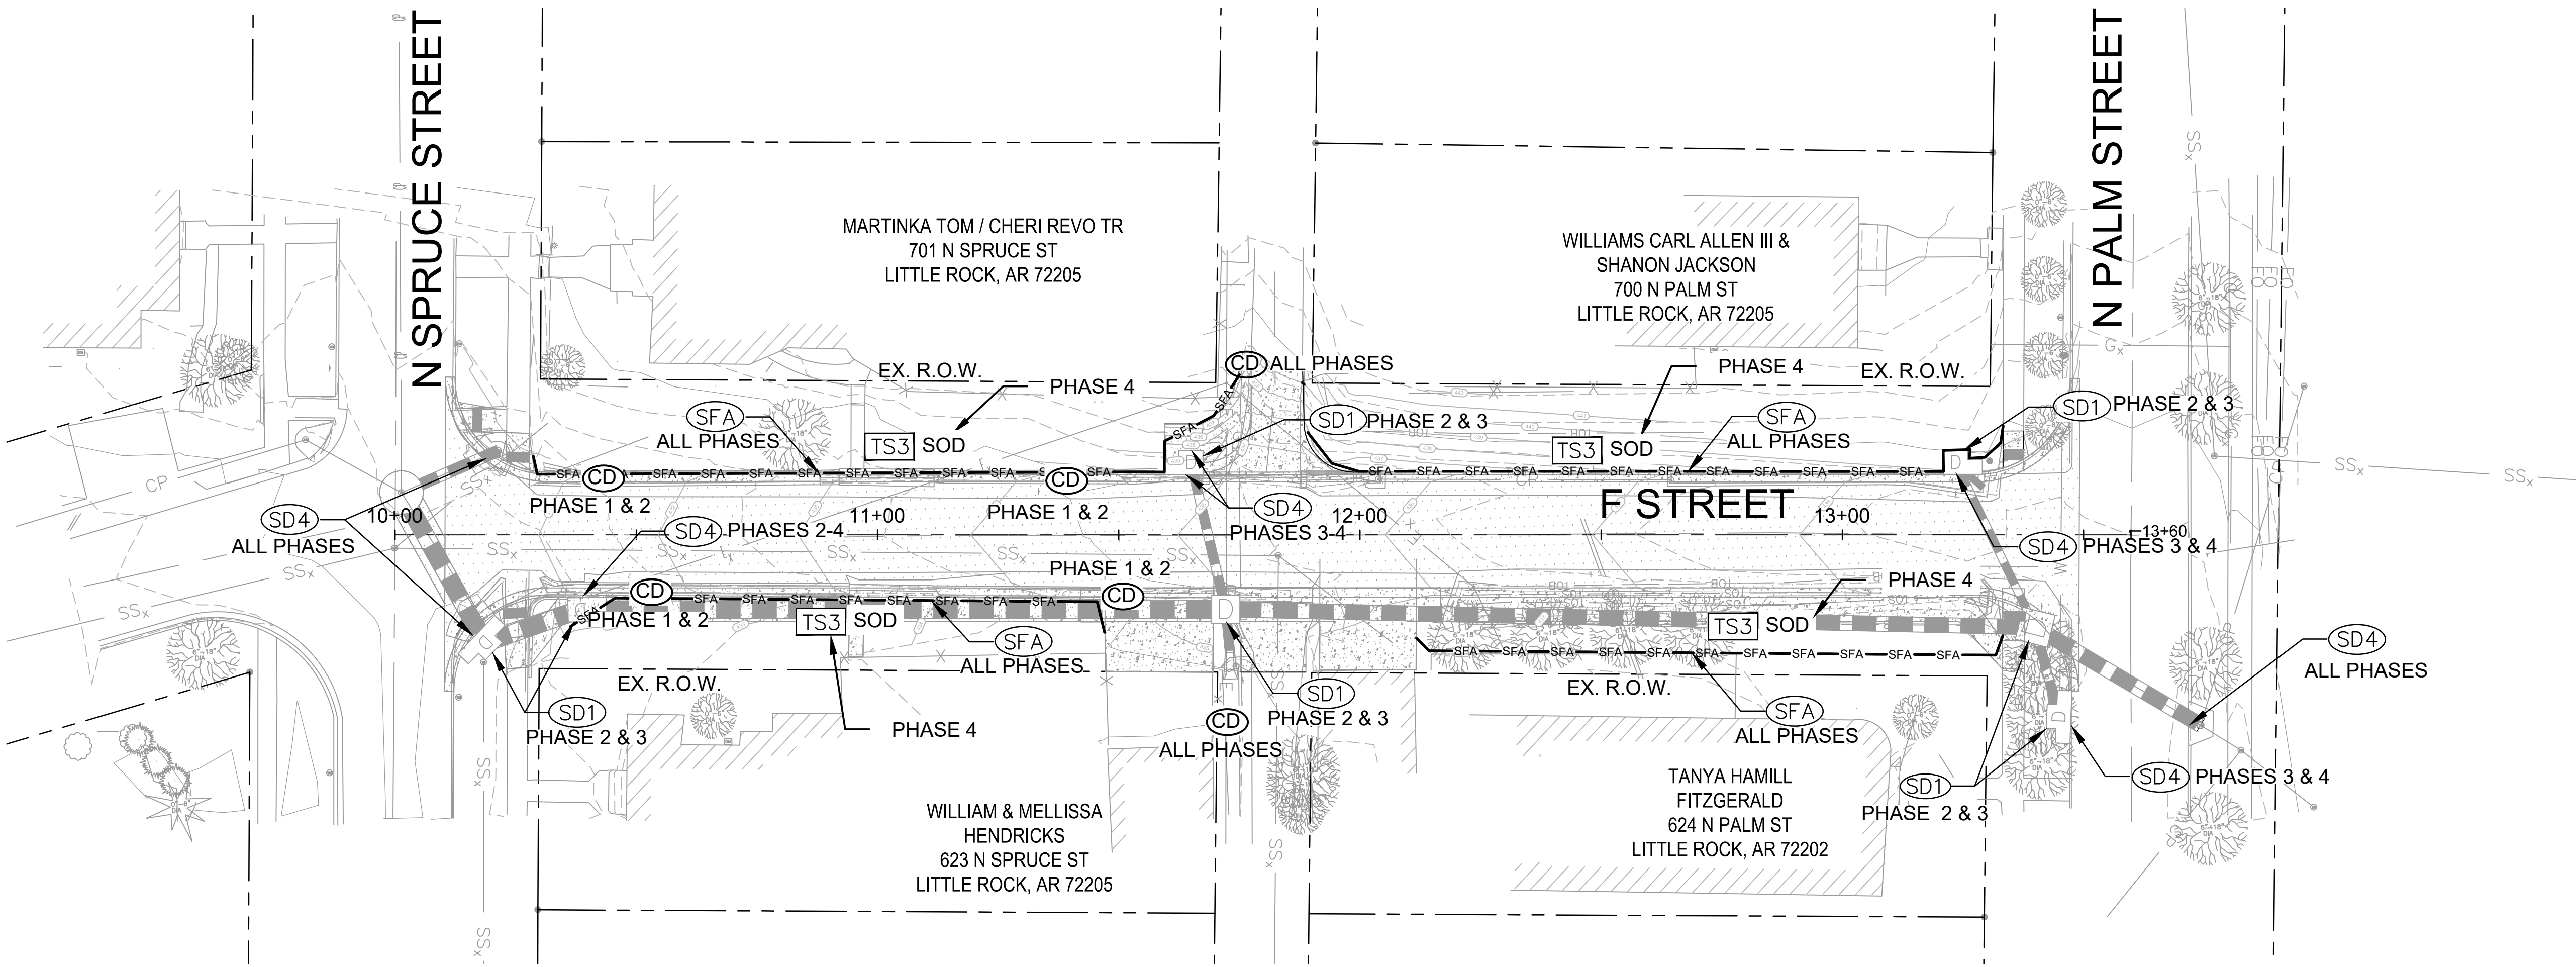 N SPRUCE STREET
N PALM STREET
MARTINKA TOM / CHERI REVO TR
701 N SPRUCE ST
LITTLE ROCK, AR 72205
WILLIAMS CARL ALLEN III &
SHANON JACKSON
700 N PALM ST
LITTLE ROCK, AR 72205
EX. R.O.W.
PHASE 4
CD ALL PHASES
PHASE 4
EX. R.O.W.
SFA
ALL PHASES
TS3 SOD
SD1 PHASE 2 & 3
TS3 SOD
SFA
ALL PHASES
SD1 PHASE 2 & 3
CD
PHASE 1 & 2
CD
PHASE 1 & 2
SD4
PHASES 3-4
F STREET
SD4
ALL PHASES
10+00
11+00
12+00
13+00
13+60
SD4 PHASES 2-4
SD4 PHASES 3 & 4
PHASE 1 & 2
CD
CD
PHASE 1 & 2
TS3 SOD
SFA
ALL PHASES
PHASE 4
TS3 SOD
SD4
ALL PHASES
EX. R.O.W.
EX. R.O.W.
SD1
PHASE 2 & 3
PHASE 4
SD1
PHASE 2 & 3
CD
ALL PHASES
SFA
ALL PHASES
SD1
PHASE 2 & 3
SD4 PHASES 3 & 4
WILLIAM & MELLISSA
HENDRICKS
623 N SPRUCE ST
LITTLE ROCK, AR 72205
TANYA HAMILL
FITZGERALD
624 N PALM ST
LITTLE ROCK, AR 72202
CP
SSx
SSx
SSx
SSx
SSx
Gx